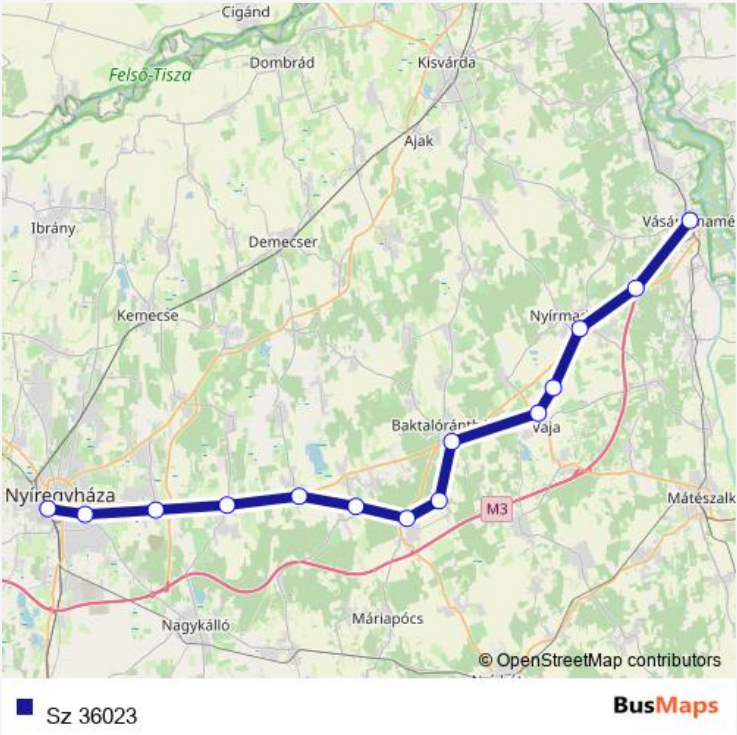 Cigánd
Felső-Tisza
Dombrád
Kisvárda
Ajak
Ibrány
Demecser
Kemecse
Nyíregyháza
M3
Vaja
Mátészalk
Nagykálló
Máriapócs
© OpenStreetMap contributors
Sz 36023
BusMaps